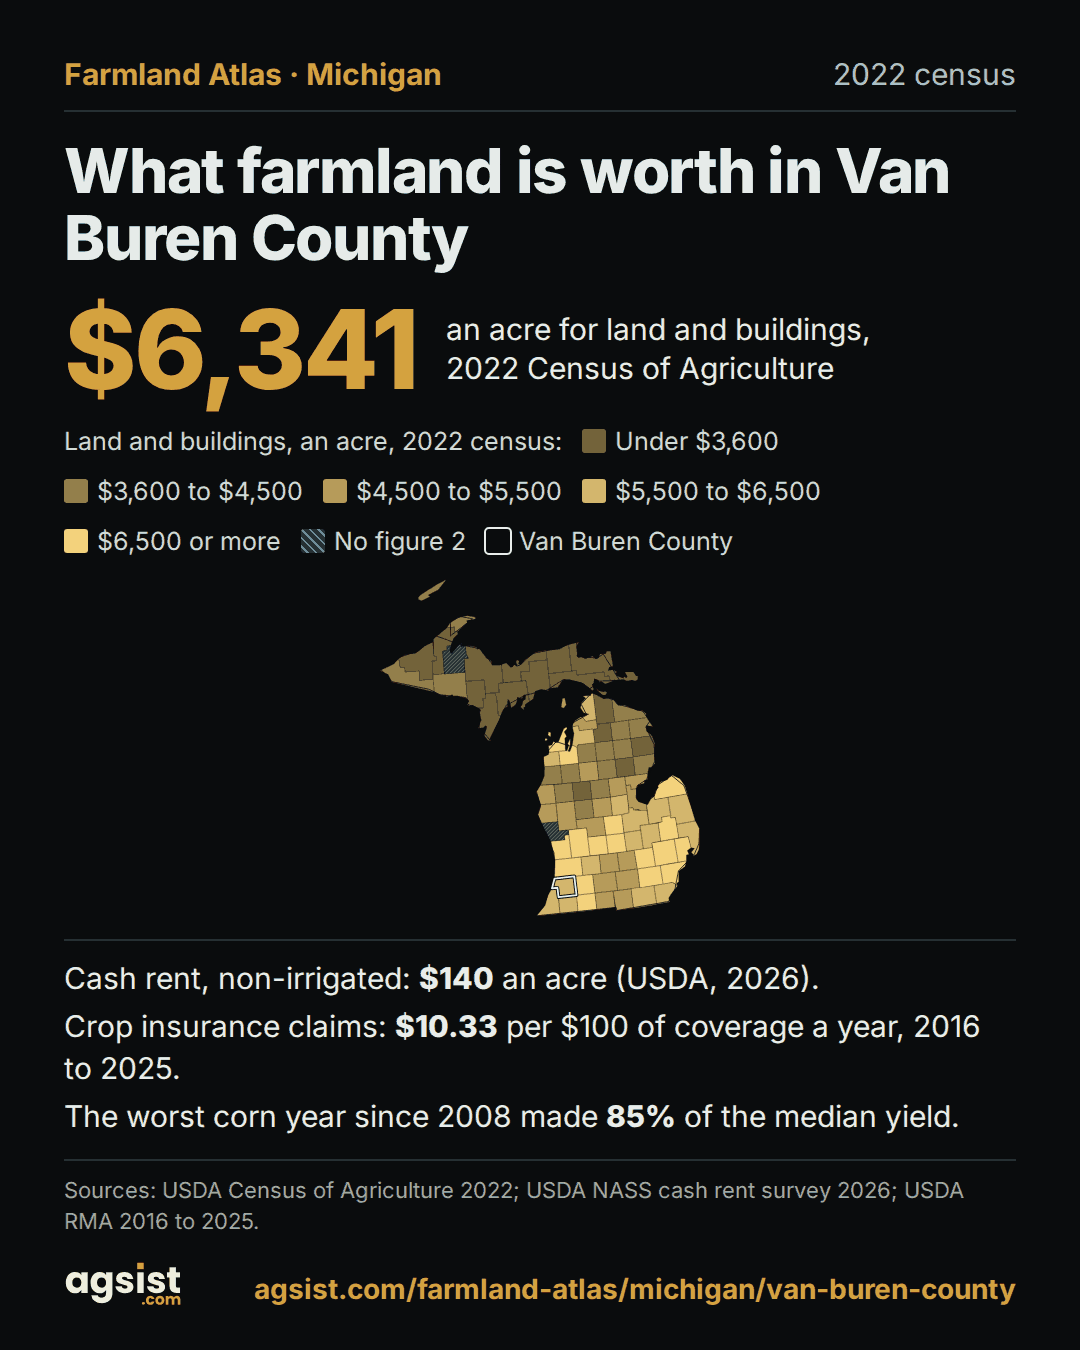 Farmland Atlas · Michigan
2022 census
What farmland is worth in Van
Buren County
$6,341
an acre for land and buildings,
2022 Census of Agriculture
Land and buildings, an acre, 2022 census: Under $3,600
$3,600 to $4,500 $4,500 to $5,500 $5,500 to $6,500
$6,500 or more No figure 2 Van Buren County
Cash rent, non-irrigated: $140 an acre (USDA, 2026).
Crop insurance claims: $10.33 per $100 of coverage a year, 2016
to 2025.
The worst corn year since 2008 made 85% of the median yield.
Sources: USDA Census of Agriculture 2022; USDA NASS cash rent survey 2026; USDA
RMA 2016 to 2025.
agsist
.com
agsist.com/farmland-atlas/michigan/van-buren-county